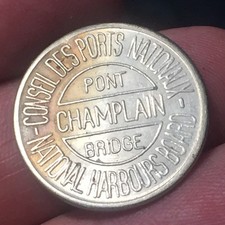 - CONSEIL DES PORTS NATIONAUX -
PONT
CHAMPLAIN
BRIDGE
NATIONAL HARBOURS BOARD